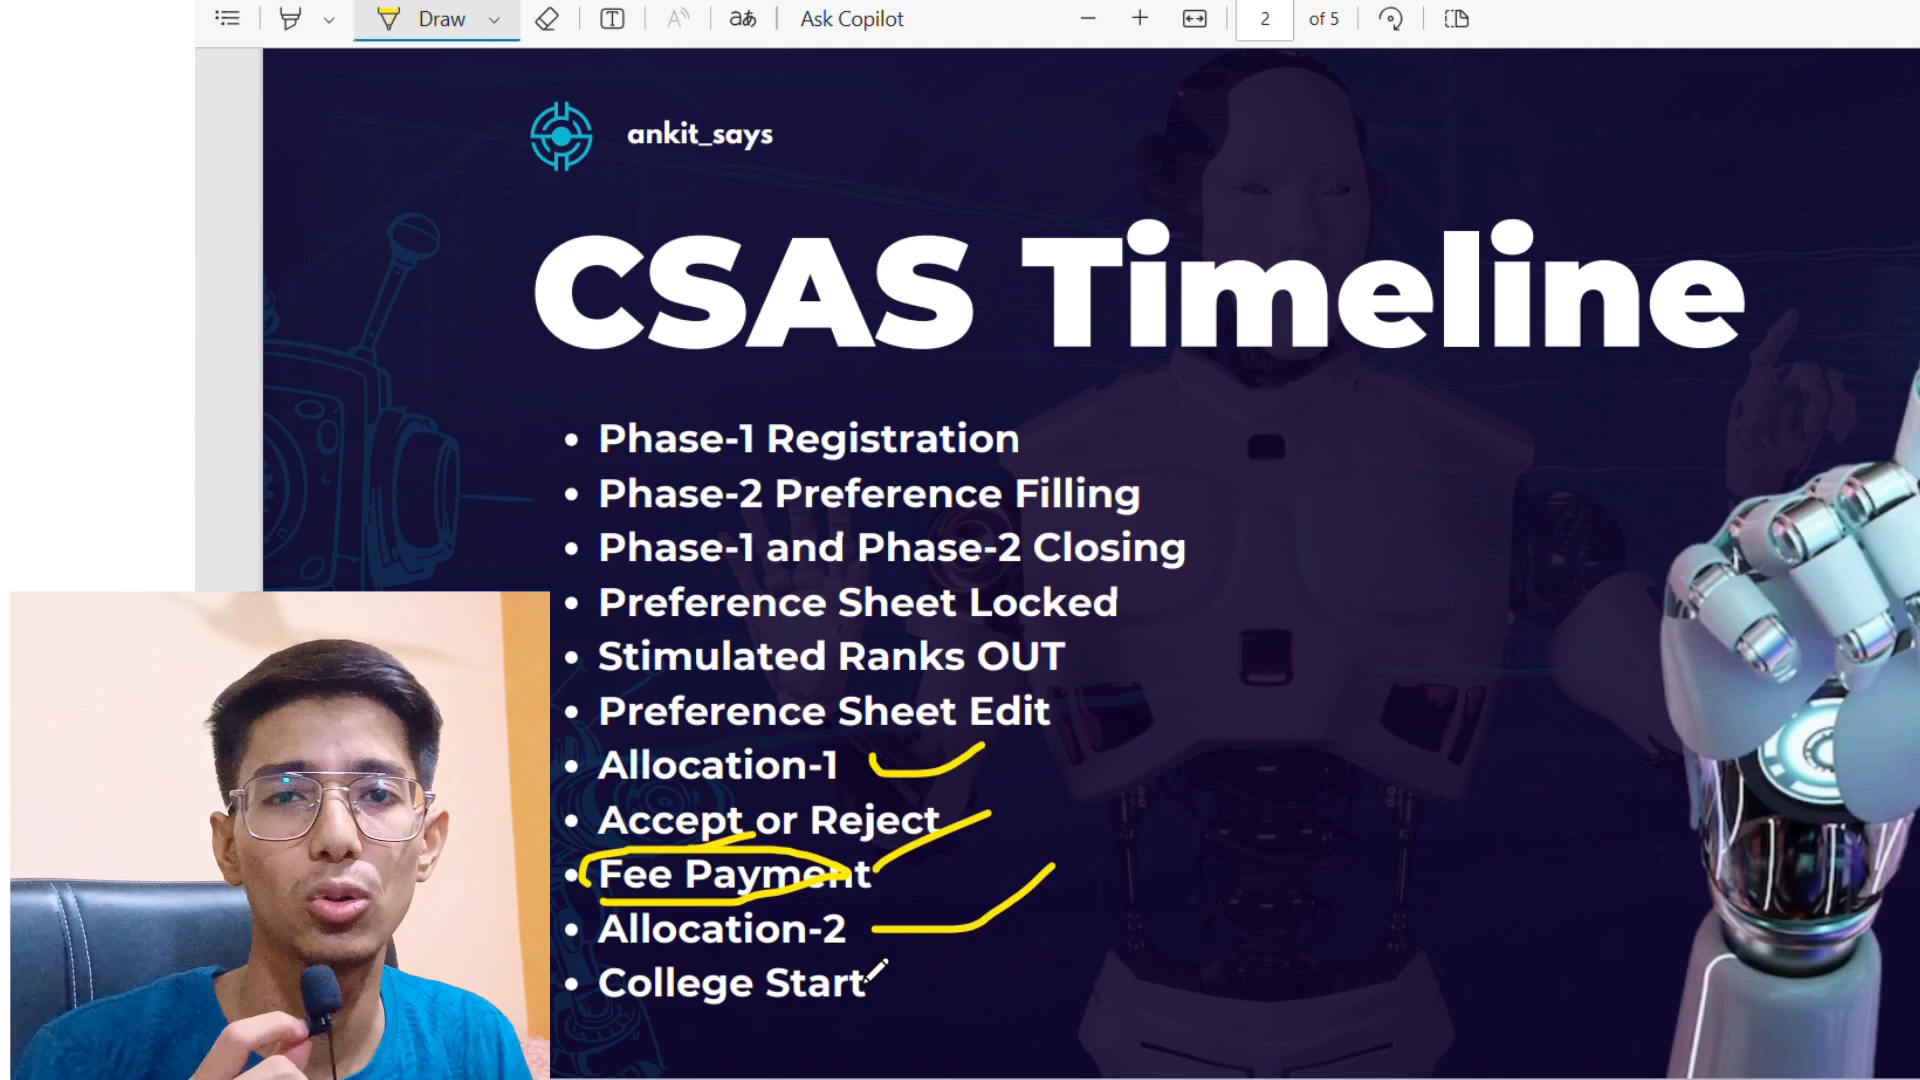 Draw
Ask Copilot
2 of 5
ankit_says
CSAS Timeline
• Phase-1 Registration
• Phase-2 Preference Filling
• Phase-1 and Phase-2 Closing
• Preference Sheet Locked
• Stimulated Ranks OUT
• Preference Sheet Edit
• Allocation-1
• Accept or Reject
• Fee Payment
• Allocation-2
• College Start